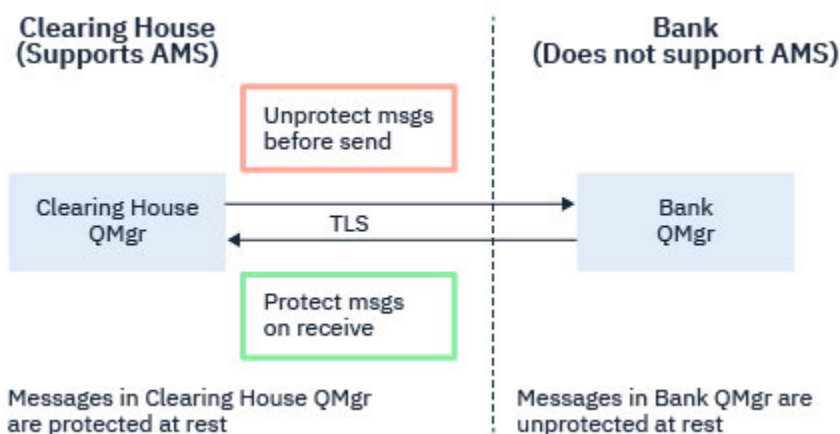 Clearing House
(Supports AMS)
Bank
(Does not support AMS)
Unprotect msgs
before send
Clearing House
QMgr
TLS
Bank
QMgr
Protect msgs
on receive
Messages in Clearing House QMgr
are protected at rest
Messages in Bank QMgr are
unprotected at rest